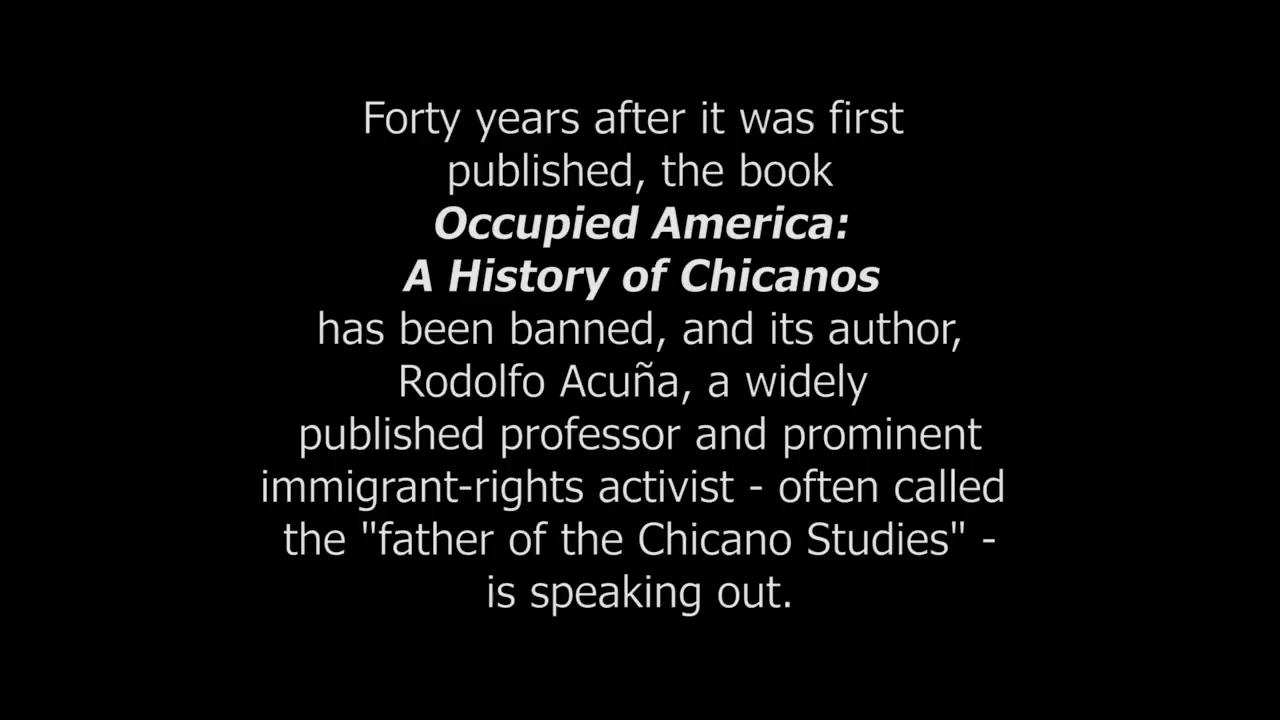 Forty years after it was first
published, the book
Occupied America:
A History of Chicanos
has been banned, and its author,
Rodolfo Acuña, a widely
published professor and prominent
immigrant-rights activist - often called
the "father of the Chicano Studies" -
is speaking out.